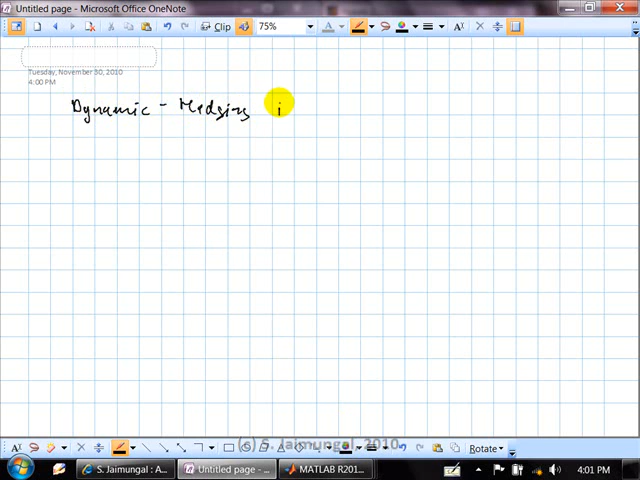 Untitled page - Microsoft Office OneNote
75%
Clip
Tuesday, November 30, 2010
4:00 PM
Dynamic - Hedging i
(c) S. Jaimungal, 2010
Rotate
S. Jaimungal : A...
Untitled page - ...
MATLAB R201...
4:01 PM